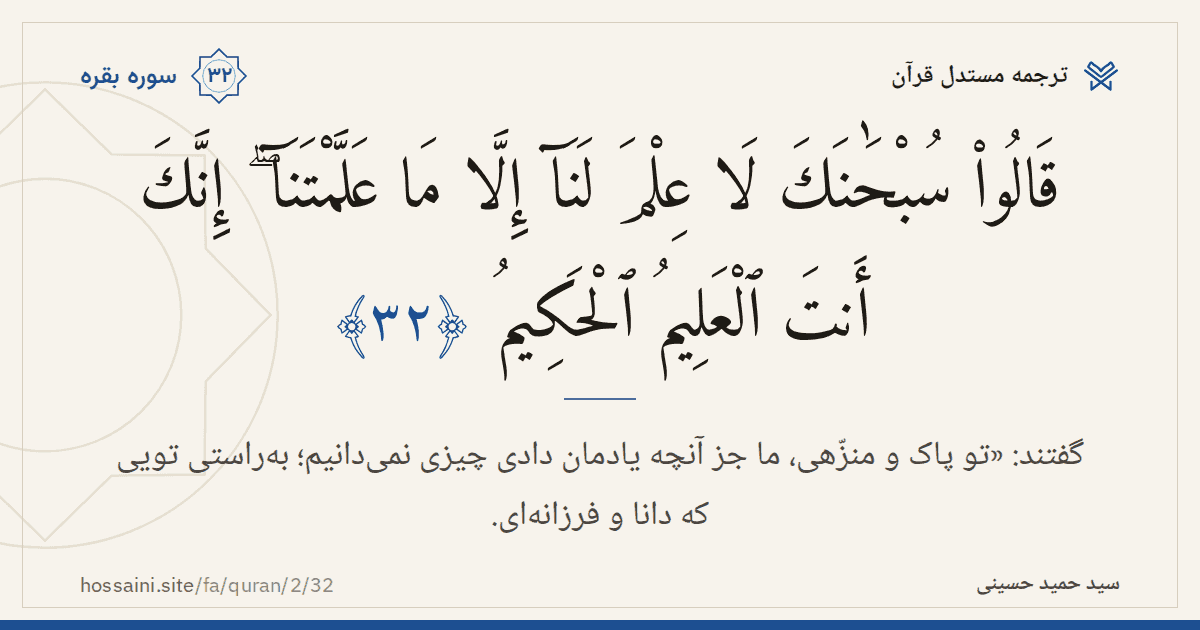 ترجمه مستدل قرآن
۳۲ سوره بقره
قَالُواْ سُبْحَٰنَكَ لَا عِلْمَ لَنَآ إِلَّا مَا عَلَّمْتَنَآۖ إِنَّكَ
أَنتَ ٱلْعَلِيمُ ٱلْحَكِيمُ ﴿۳۲﴾
گفتند: «تو پاک و منزّهی، ما جز آنچه یادمان دادی چیزی نمی‌دانیم؛ به‌راستی تویی
که دانا و فرزانه‌ای.
سید حمید حسینی
hossaini.site/fa/quran/2/32